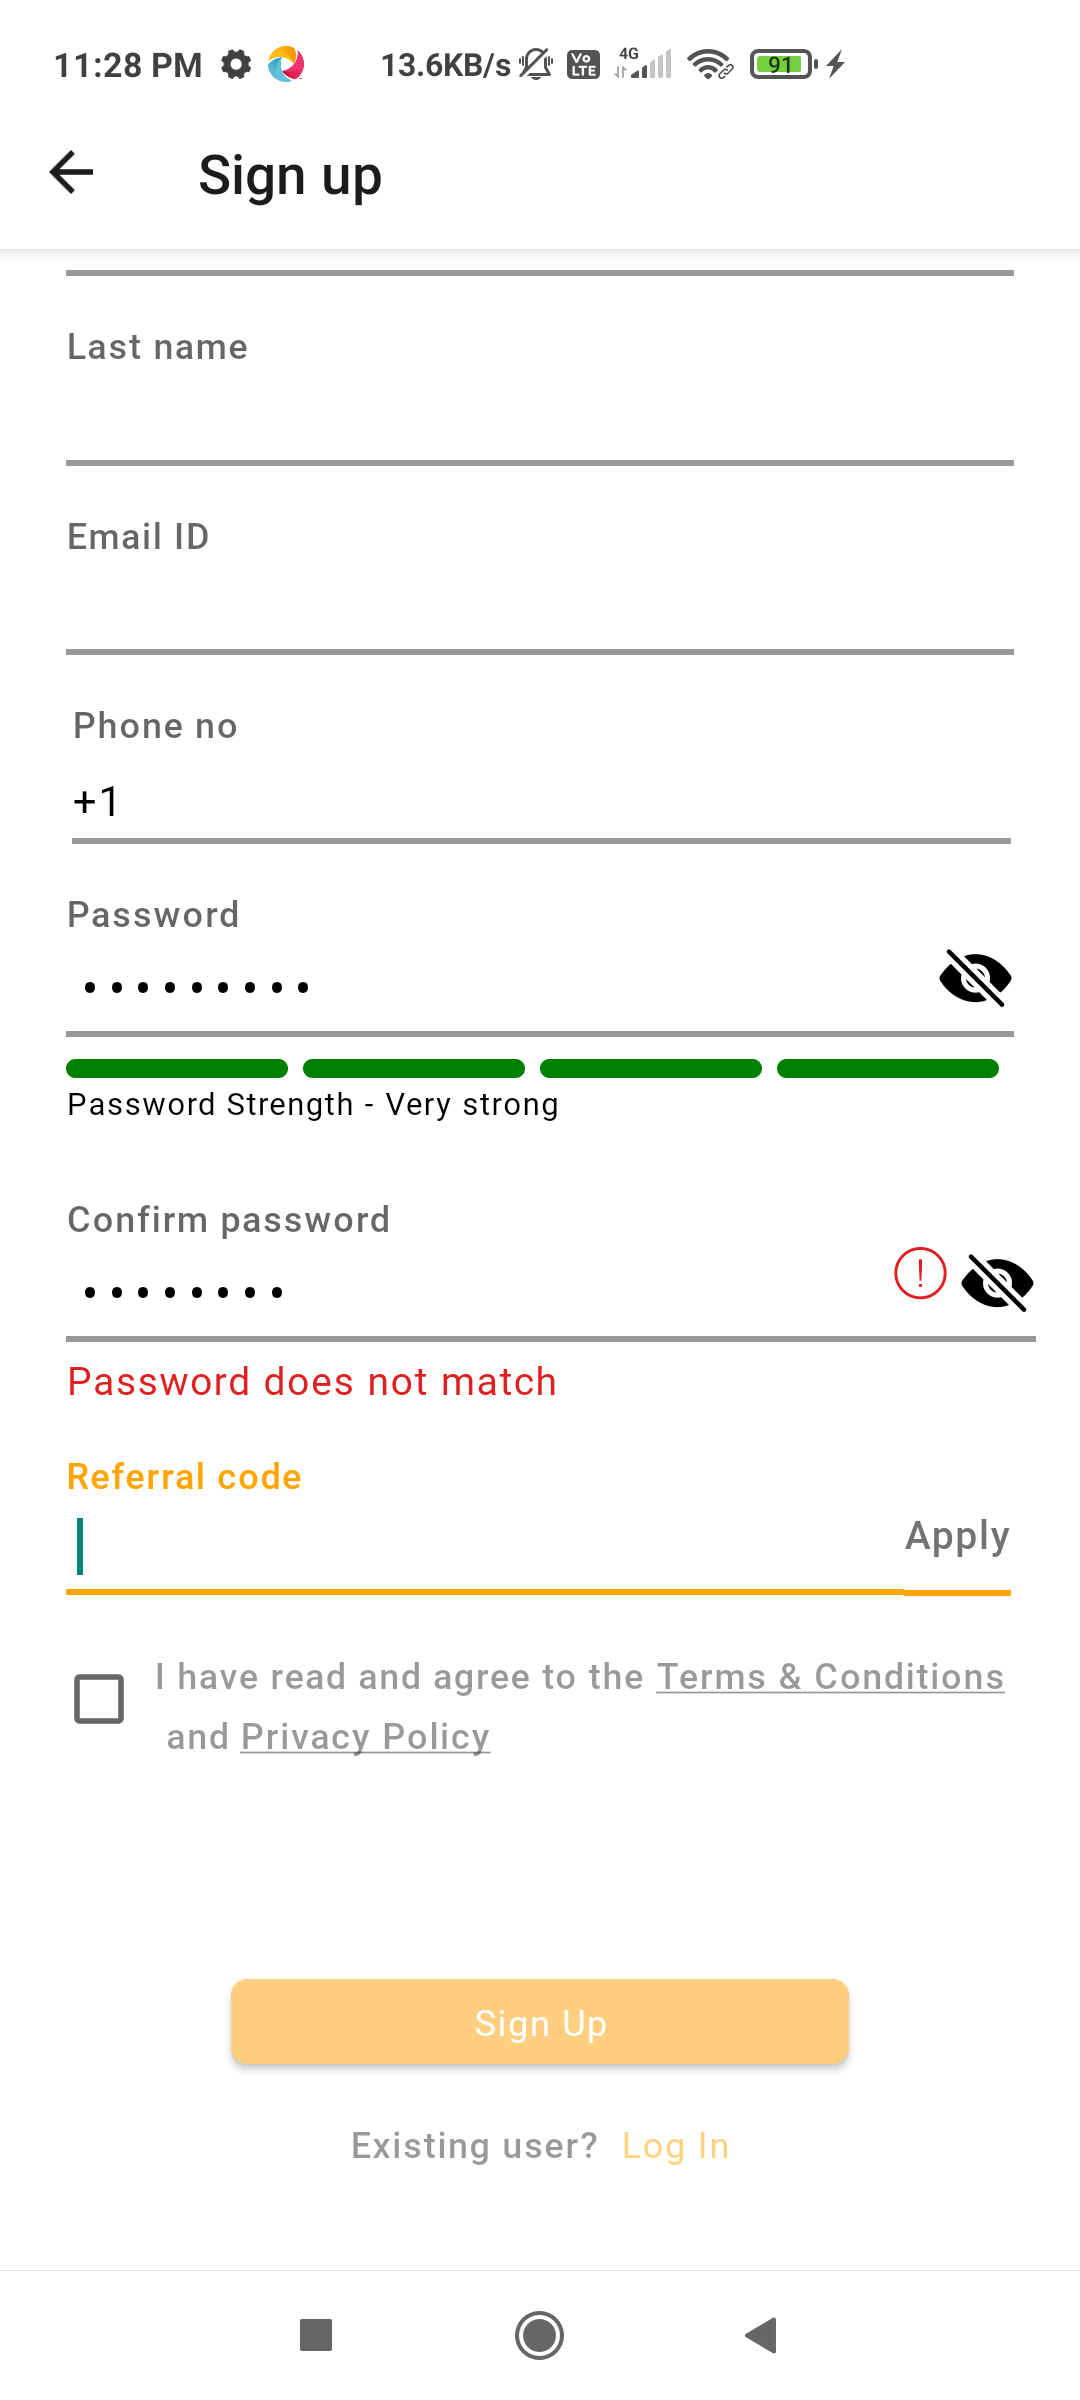 11:28 PM 13.6KB/s Vo LTE 4G 91
Sign up
Last name
Email ID
Phone no
+1
Password
•••••••••
Password Strength - Very strong
Confirm password
••••••••
!
Password does not match
Referral code
Apply
I have read and agree to the Terms & Conditions
and Privacy Policy
Sign Up
Existing user? Log In